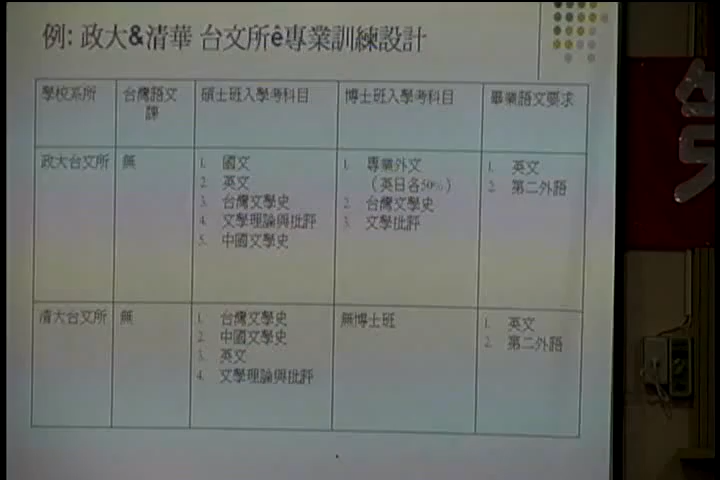 例: 政大&清華 台文所ê專業訓練設計
學校系所
台灣語文
課
碩士班入學考科目
博士班入學考科目
畢業語文要求
政大台文所
無
1. 國文
2. 英文
3. 台灣文學史
4. 文學理論與批評
5. 中國文學史
1. 專業外文
（英日各50%）
2. 台灣文學史
3. 文學批評
1. 英文
2. 第二外語
清大台文所
無
1. 台灣文學史
2. 中國文學史
3. 英文
4. 文學理論與批評
無博士班
1. 英文
2. 第二外語